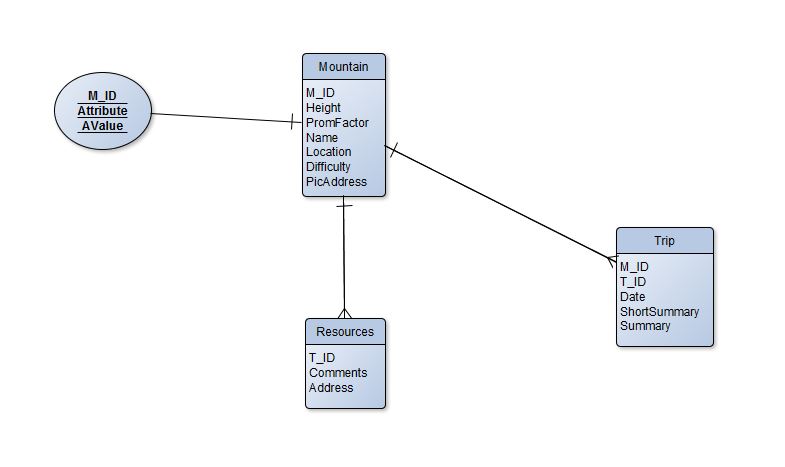 M_ID
Attribute
AValue
Mountain
M_ID
Height
PromFactor
Name
Location
Difficulty
PicAddress
Trip
M_ID
T_ID
Date
ShortSummary
Summary
Resources
T_ID
Comments
Address